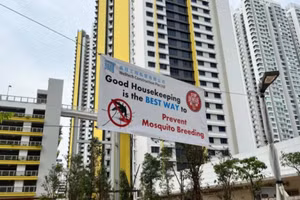 Good Housekeeping
is the BEST WAY to
Prevent
Mosquito Breeding